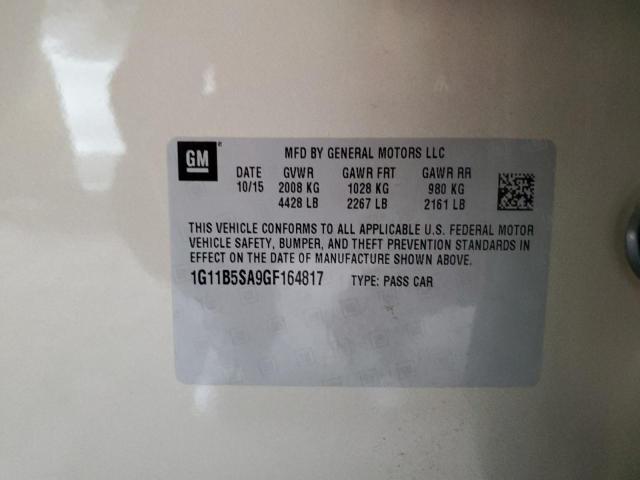 GM
MFD BY GENERAL MOTORS LLC
DATE GVWR GAWR FRT GAWR RR
10/15 2008 KG 1028 KG 980 KG
4428 LB 2267 LB 2161 LB
THIS VEHICLE CONFORMS TO ALL APPLICABLE U.S. FEDERAL MOTOR
VEHICLE SAFETY, BUMPER, AND THEFT PREVENTION STANDARDS IN
EFFECT ON THE DATE OF MANUFACTURE SHOWN ABOVE.
1G11B5SA9GF164817 TYPE: PASS CAR